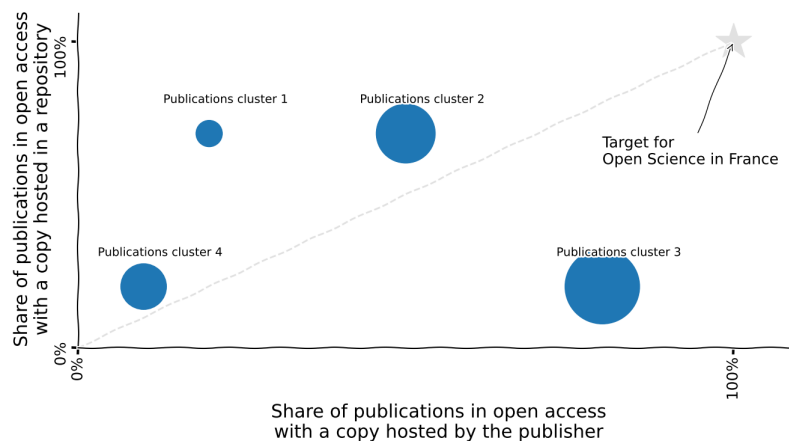 Share of publications in open access
with a copy hosted in a repository
100%
0%
Publications cluster 1
Publications cluster 2
Target for
Open Science in France
Publications cluster 4
Publications cluster 3
0%
100%
Share of publications in open access
with a copy hosted by the publisher